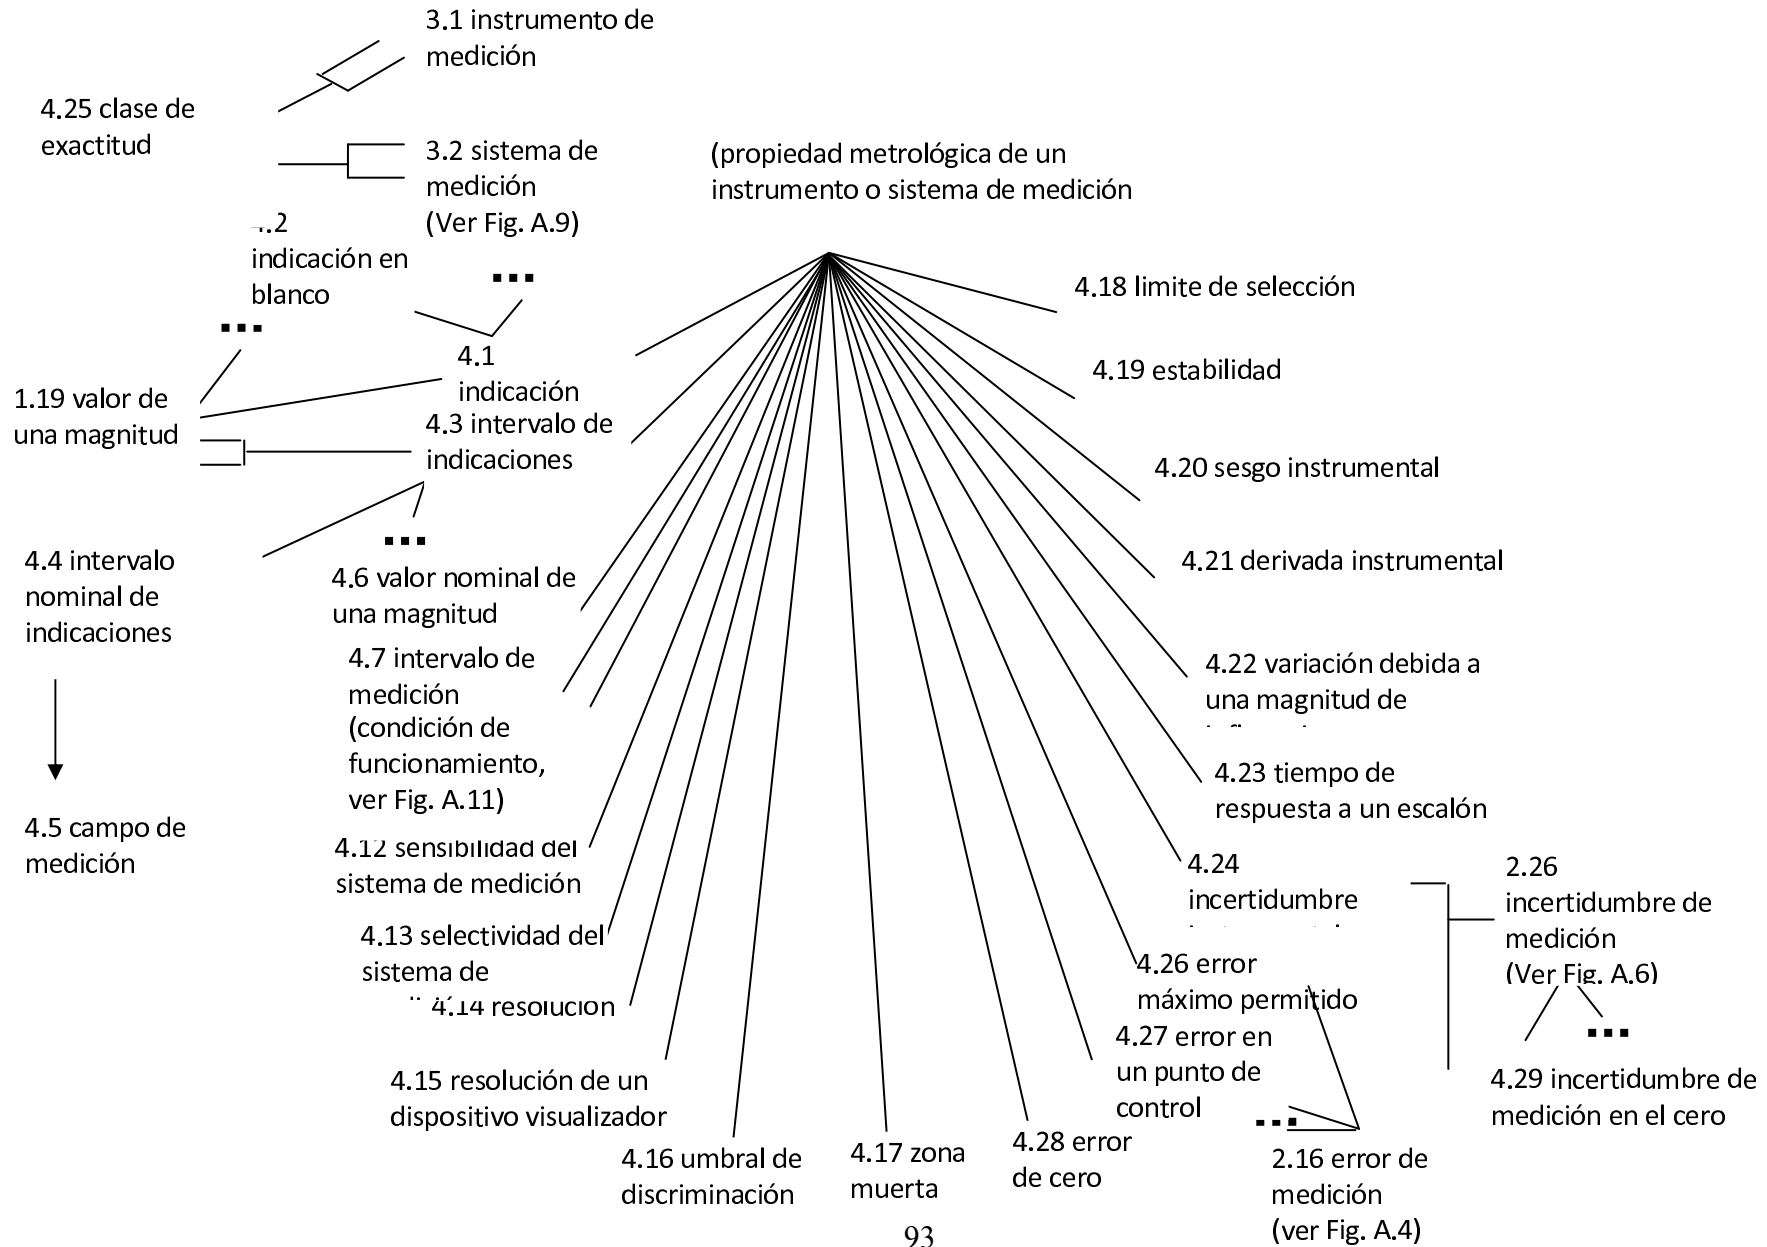 3.1 instrumento de
medición
4.25 clase de
exactitud
3.2 sistema de
medición
(Ver Fig. A.9)
(propiedad metrológica de un
instrumento o sistema de medición
4.2
indicación en
blanco
...
...
4.18 limite de selección
4.1
indicación
4.19 estabilidad
1.19 valor de
una magnitud
4.3 intervalo de
indicaciones
4.20 sesgo instrumental
...
4.4 intervalo
nominal de
indicaciones
4.6 valor nominal de
una magnitud
4.21 derivada instrumental
4.7 intervalo de
medición
(condición de
funcionamiento,
ver Fig. A.11)
4.22 variación debida a
una magnitud de
4.23 tiempo de
respuesta a un escalón
4.5 campo de
medición
4.12 sensibilidad del
sistema de medición
4.24
incertidumbre
2.26
incertidumbre de
medición
(Ver Fig. A.6)
4.13 selectividad del
sistema de
4.14 resolución
4.26 error
máximo permitido
...
4.27 error en
un punto de
control
4.29 incertidumbre de
medición en el cero
4.15 resolución de un
dispositivo visualizador
...
4.16 umbral de
discriminación
4.17 zona
muerta
4.28 error
de cero
2.16 error de
medición
(ver Fig. A.4)
93